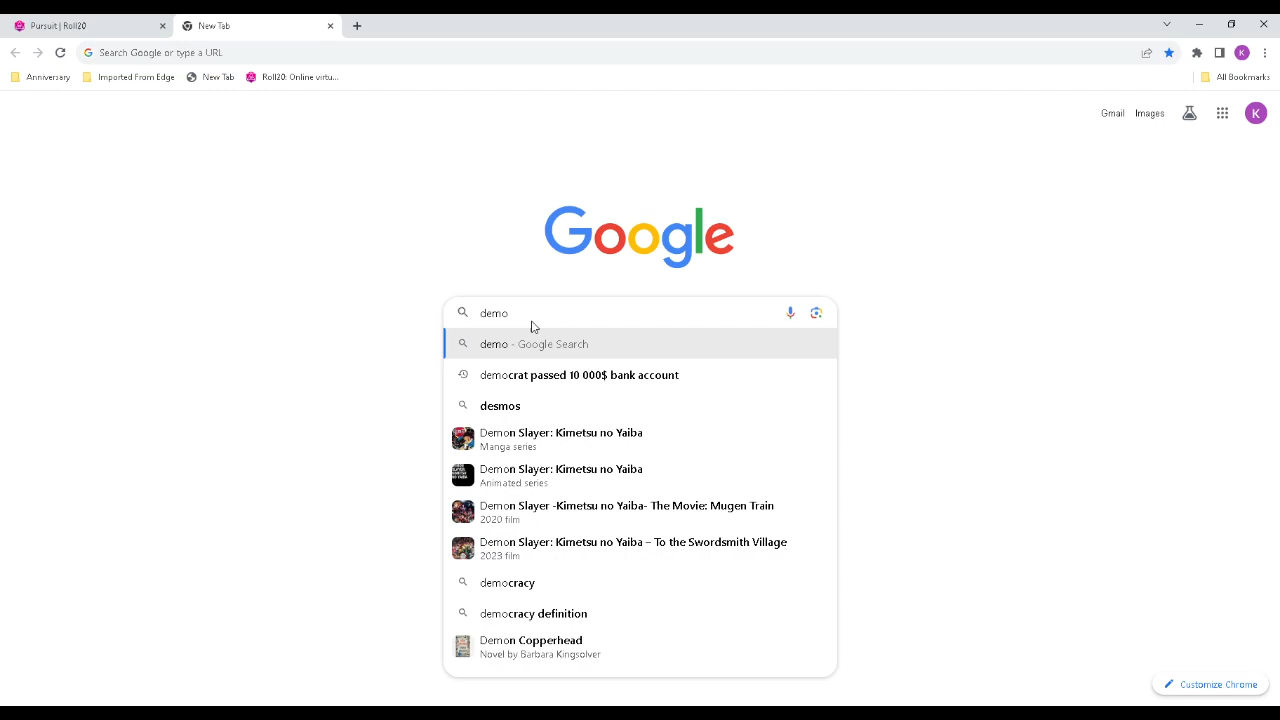 Pursuit | Roll20
New Tab
Search Google or type a URL
K
Anniversary
Imported From Edge
New Tab
Roll20: Online virtu...
All Bookmarks
Gmail
Images
K
Google
demo
demo - Google Search
democrat passed 10 000$ bank account
desmos
Demon Slayer: Kimetsu no Yaiba
Manga series
Demon Slayer: Kimetsu no Yaiba
Animated series
Demon Slayer -Kimetsu no Yaiba- The Movie: Mugen Train
2020 film
Demon Slayer: Kimetsu no Yaiba – To the Swordsmith Village
2023 film
democracy
democracy definition
Demon Copperhead
Novel by Barbara Kingsolver
Customize Chrome